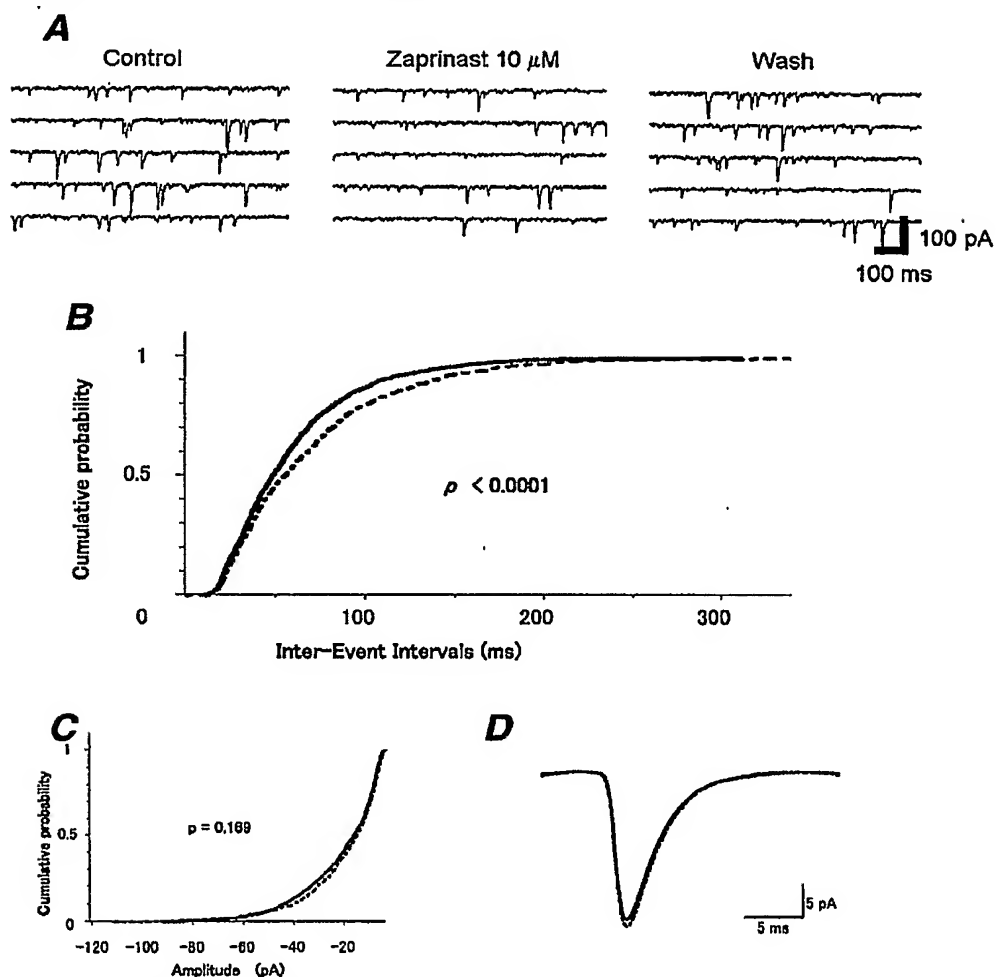 A
Control
Zaprinast 10 μM
Wash
100 pA
100 ms
B
1
0.5
0
100
200
300
Cumulative probability
p < 0.0001
Inter-Event Intervals (ms)
C
1
0.5
0
Cumulative probability
p = 0.169
-120
-100
-80
-60
-40
-20
Amplitude (pA)
D
5 pA
5 ms